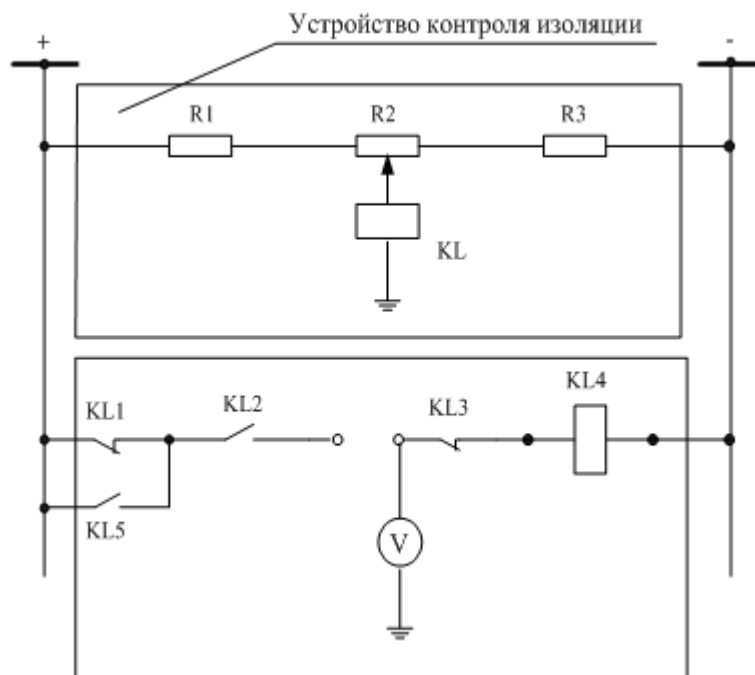 Устройство контроля изоляции
+ -
R1 R2 R3
KL
KL4
KL1 KL2 KL3
KL5
V